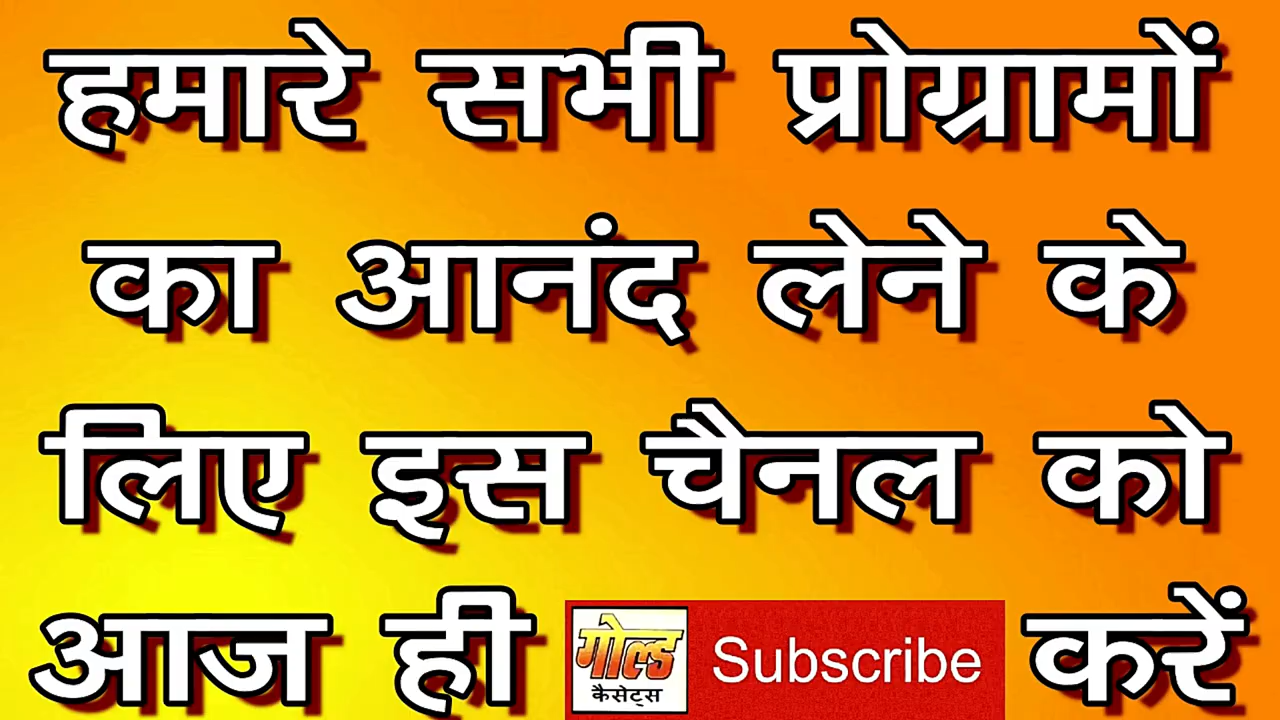 हमारे सभी प्रोग्रामों
का आनंद लेने के
लिए इस चैनल को
आज ही गोल्ड कैसेट्स Subscribe करें